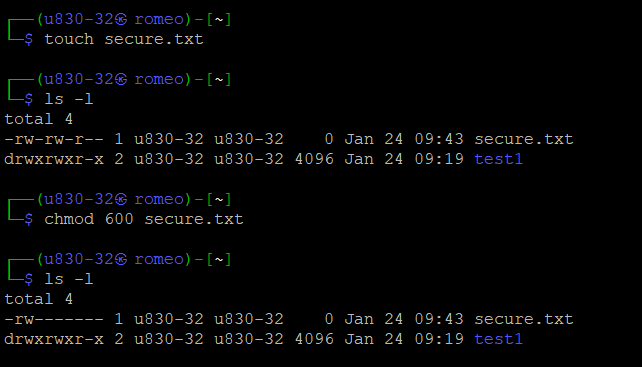 ┌──(u830-32㉿ romeo)-[~]
└─$ touch secure.txt
┌──(u830-32㉿ romeo)-[~]
└─$ ls -l
total 4
-rw-rw-r-- 1 u830-32 u830-32    0 Jan 24 09:43 secure.txt
drwxrwxr-x 2 u830-32 u830-32 4096 Jan 24 09:19 test1
┌──(u830-32㉿ romeo)-[~]
└─$ chmod 600 secure.txt
┌──(u830-32㉿ romeo)-[~]
└─$ ls -l
total 4
-rw------- 1 u830-32 u830-32    0 Jan 24 09:43 secure.txt
drwxrwxr-x 2 u830-32 u830-32 4096 Jan 24 09:19 test1